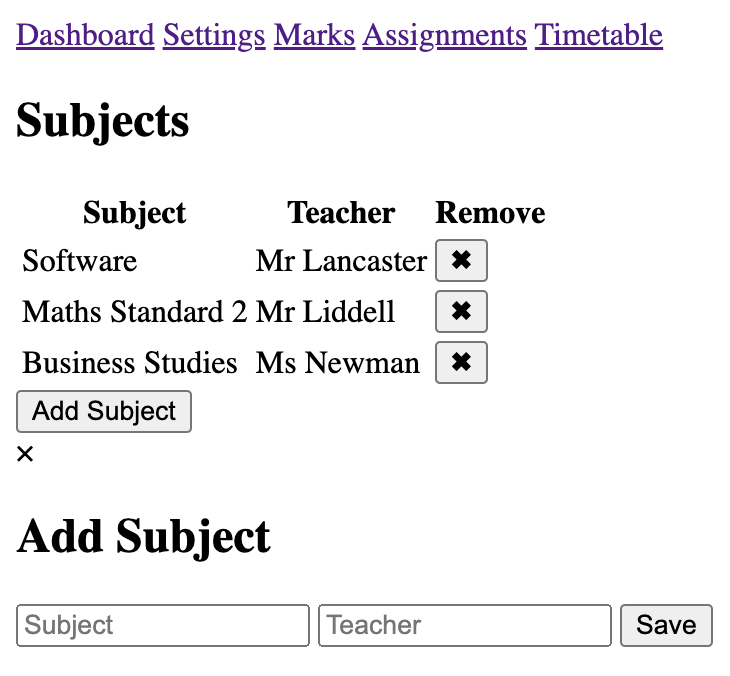 Dashboard Settings Marks Assignments Timetable
Subjects
Subject Teacher Remove
Software Mr Lancaster ✖
Maths Standard 2 Mr Liddell ✖
Business Studies Ms Newman ✖
Add Subject
×
Add Subject
Subject Teacher Save